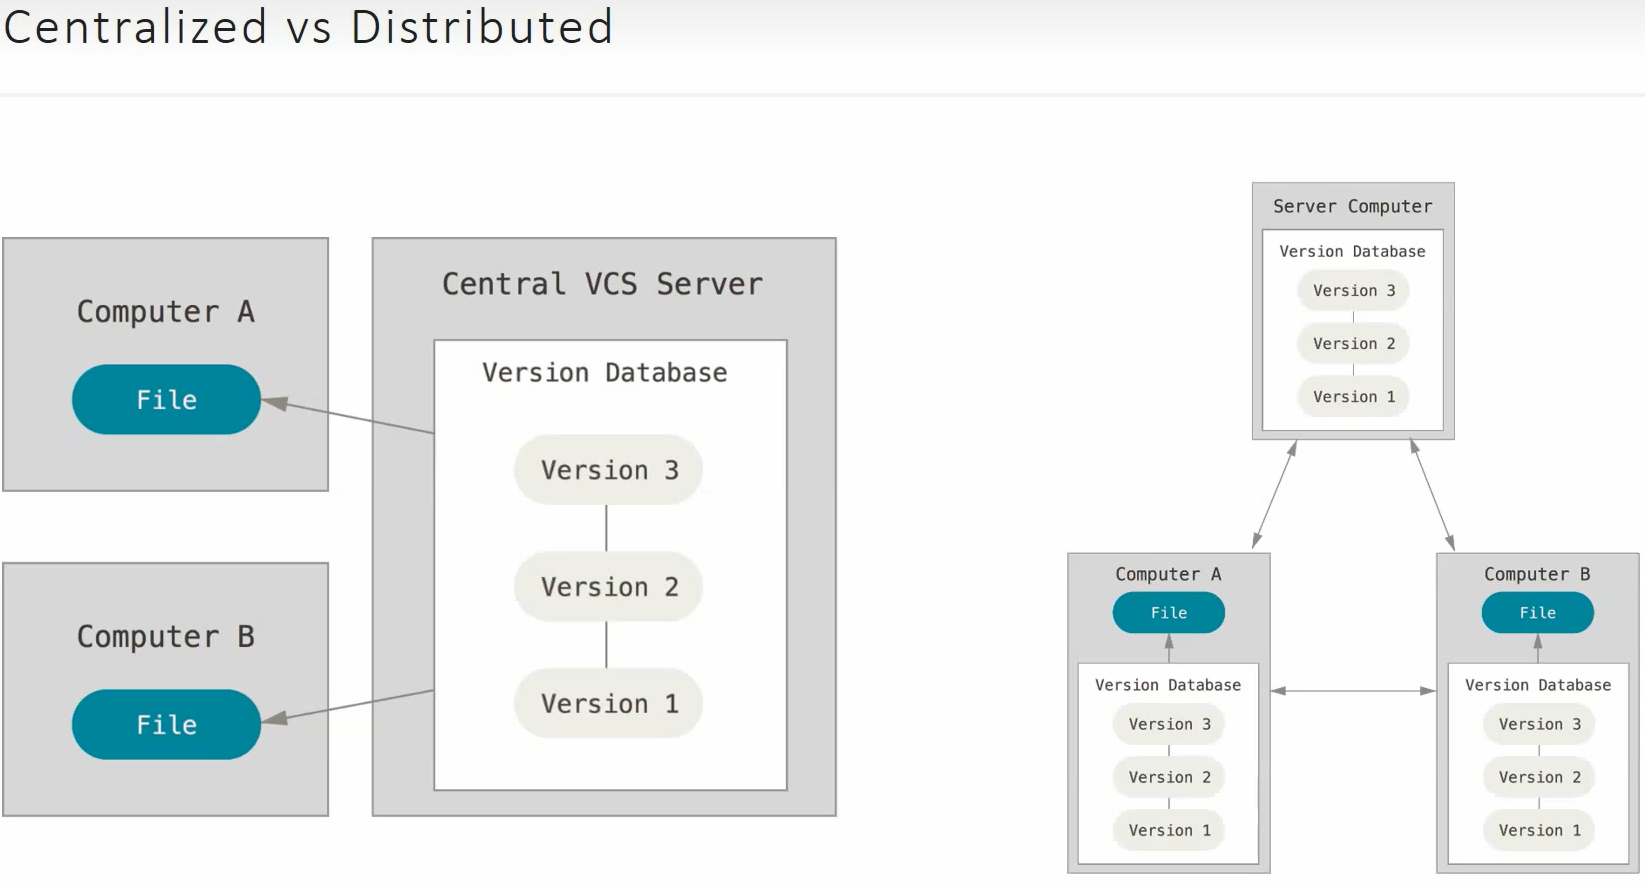 Centralized vs Distributed
Computer A
File
Computer B
File
Central VCS Server
Version Database
Version 3
Version 2
Version 1
Server Computer
Version Database
Version 3
Version 2
Version 1
Computer A
File
Version Database
Version 3
Version 2
Version 1
Computer B
File
Version Database
Version 3
Version 2
Version 1